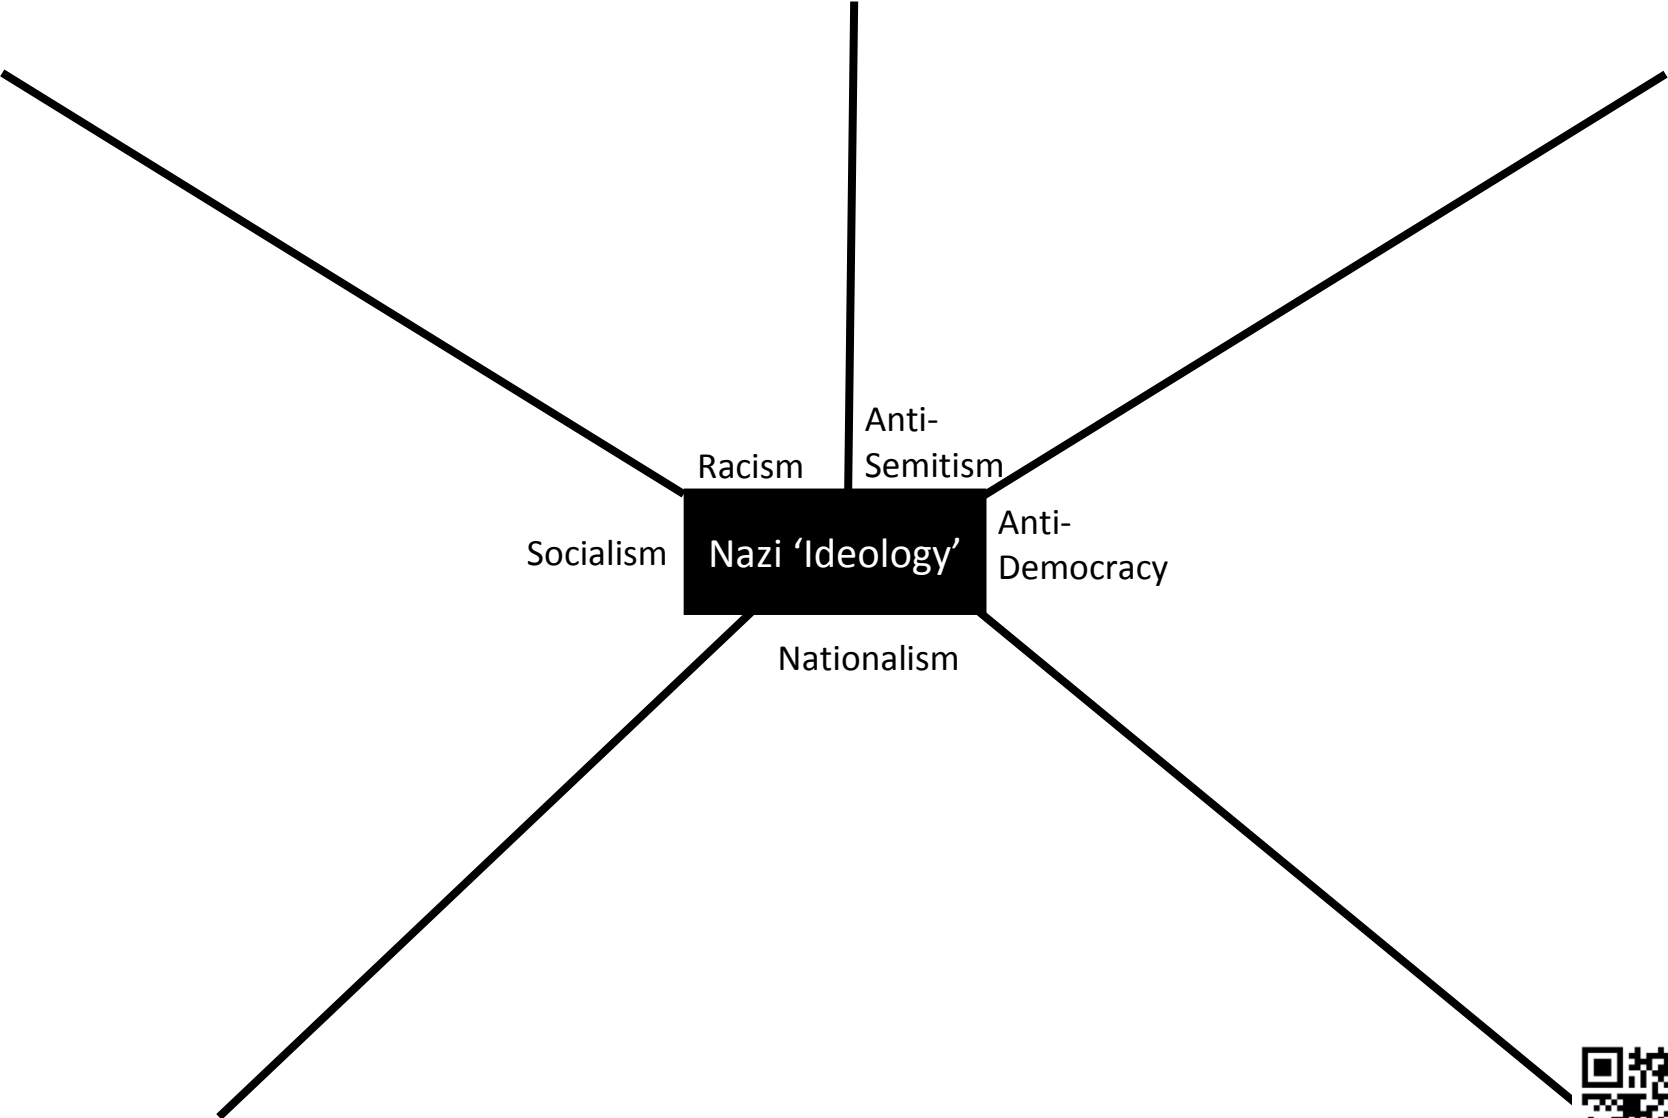 Anti-
Semitism
Racism
Anti-
Democracy
Socialism
Nazi ‘Ideology’
Nationalism